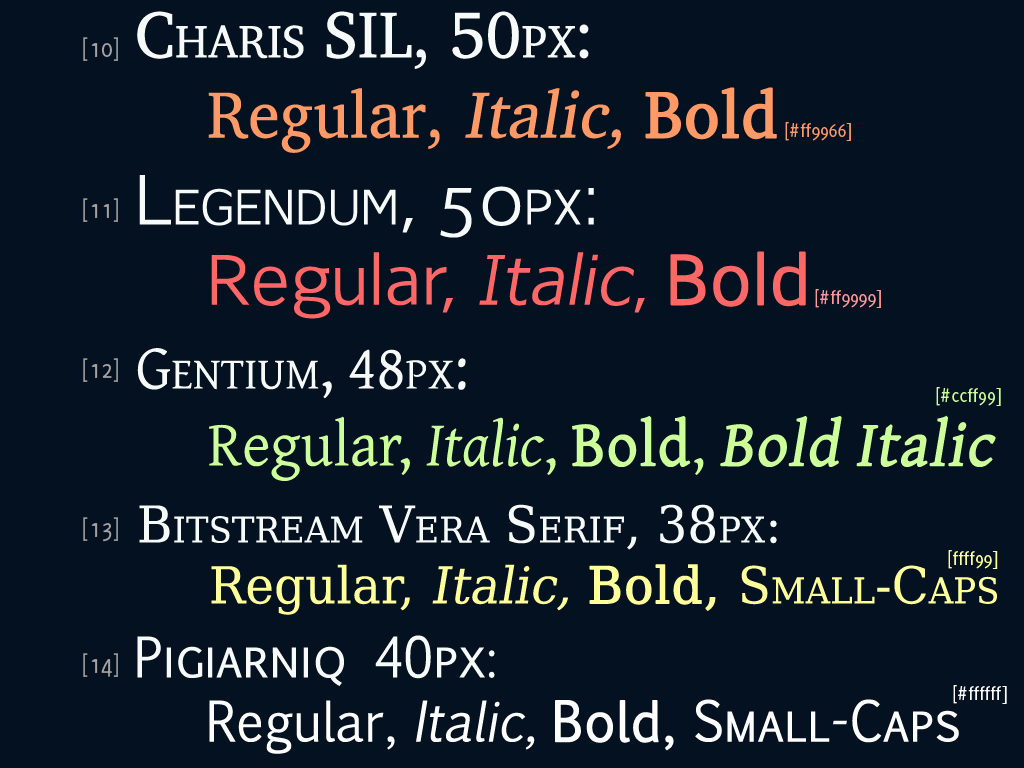 [10] Charis SIL, 50px:
Regular, Italic, Bold [#ff9966]
[11] Legendum, 50px:
Regular, Italic, Bold [#ff9999]
[12] Gentium, 48px:
[#ccff99]
Regular, Italic, Bold, Bold Italic
[13] Bitstream Vera Serif, 38px:
[ffff99]
Regular, Italic, Bold, Small-Caps
[14] Pigiarniq 40px:
[#ffffff]
Regular, Italic, Bold, Small-Caps